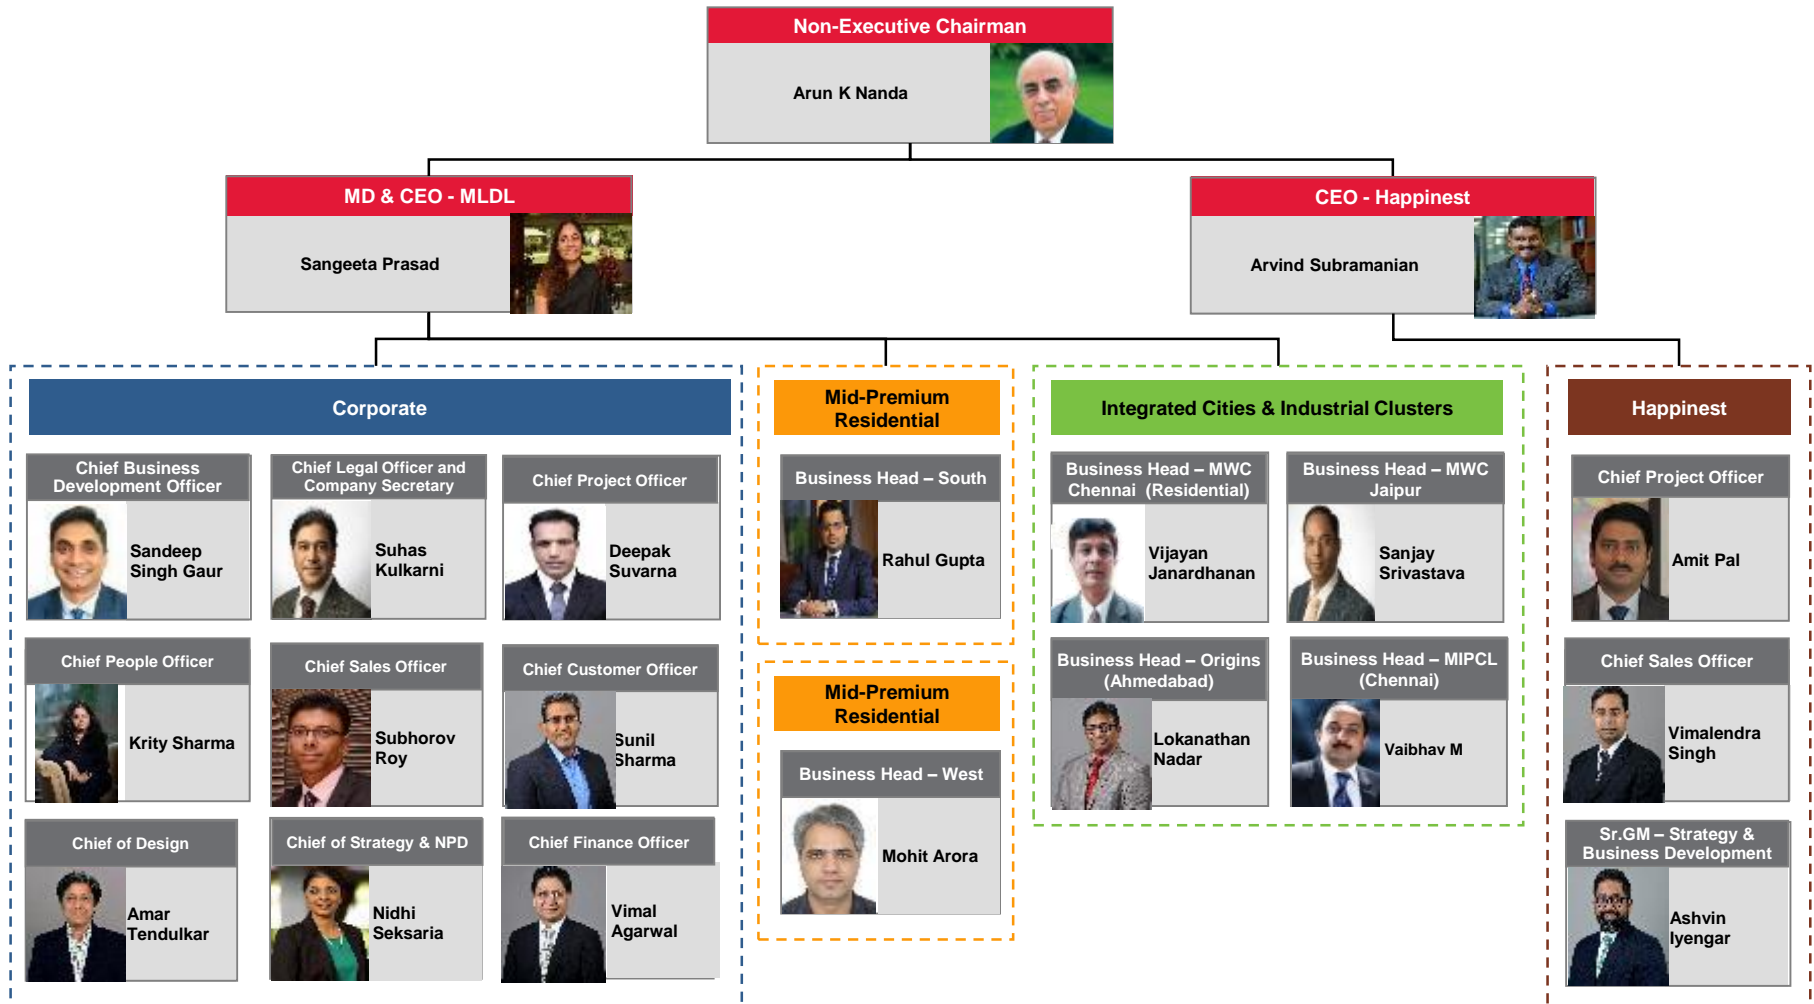 Non-Executive Chairman
Arun K Nanda
MD & CEO - MLDL
Sangeeta Prasad
CEO - Happinest
Arvind Subramanian
Corporate
Chief Business
Development Officer
Sandeep
Singh Gaur
Chief Legal Officer and
Company Secretary
Suhas
Kulkarni
Chief Project Officer
Deepak
Suvarna
Chief People Officer
Krity Sharma
Chief Sales Officer
Subhorov
Roy
Chief Customer Officer
Sunil
Sharma
Chief of Design
Amar
Tendulkar
Chief of Strategy & NPD
Nidhi
Seksaria
Chief Finance Officer
Vimal
Agarwal
Mid-Premium
Residential
Business Head – South
Rahul Gupta
Mid-Premium
Residential
Business Head – West
Mohit Arora
Integrated Cities & Industrial Clusters
Business Head – MWC
Chennai (Residential)
Vijayan
Janardhanan
Business Head – MWC
Jaipur
Sanjay
Srivastava
Business Head – Origins
(Ahmedabad)
Lokanathan
Nadar
Business Head – MIPCL
(Chennai)
Vaibhav M
Happinest
Chief Project Officer
Amit Pal
Chief Sales Officer
Vimalendra
Singh
Sr.GM – Strategy &
Business Development
Ashvin
Iyengar